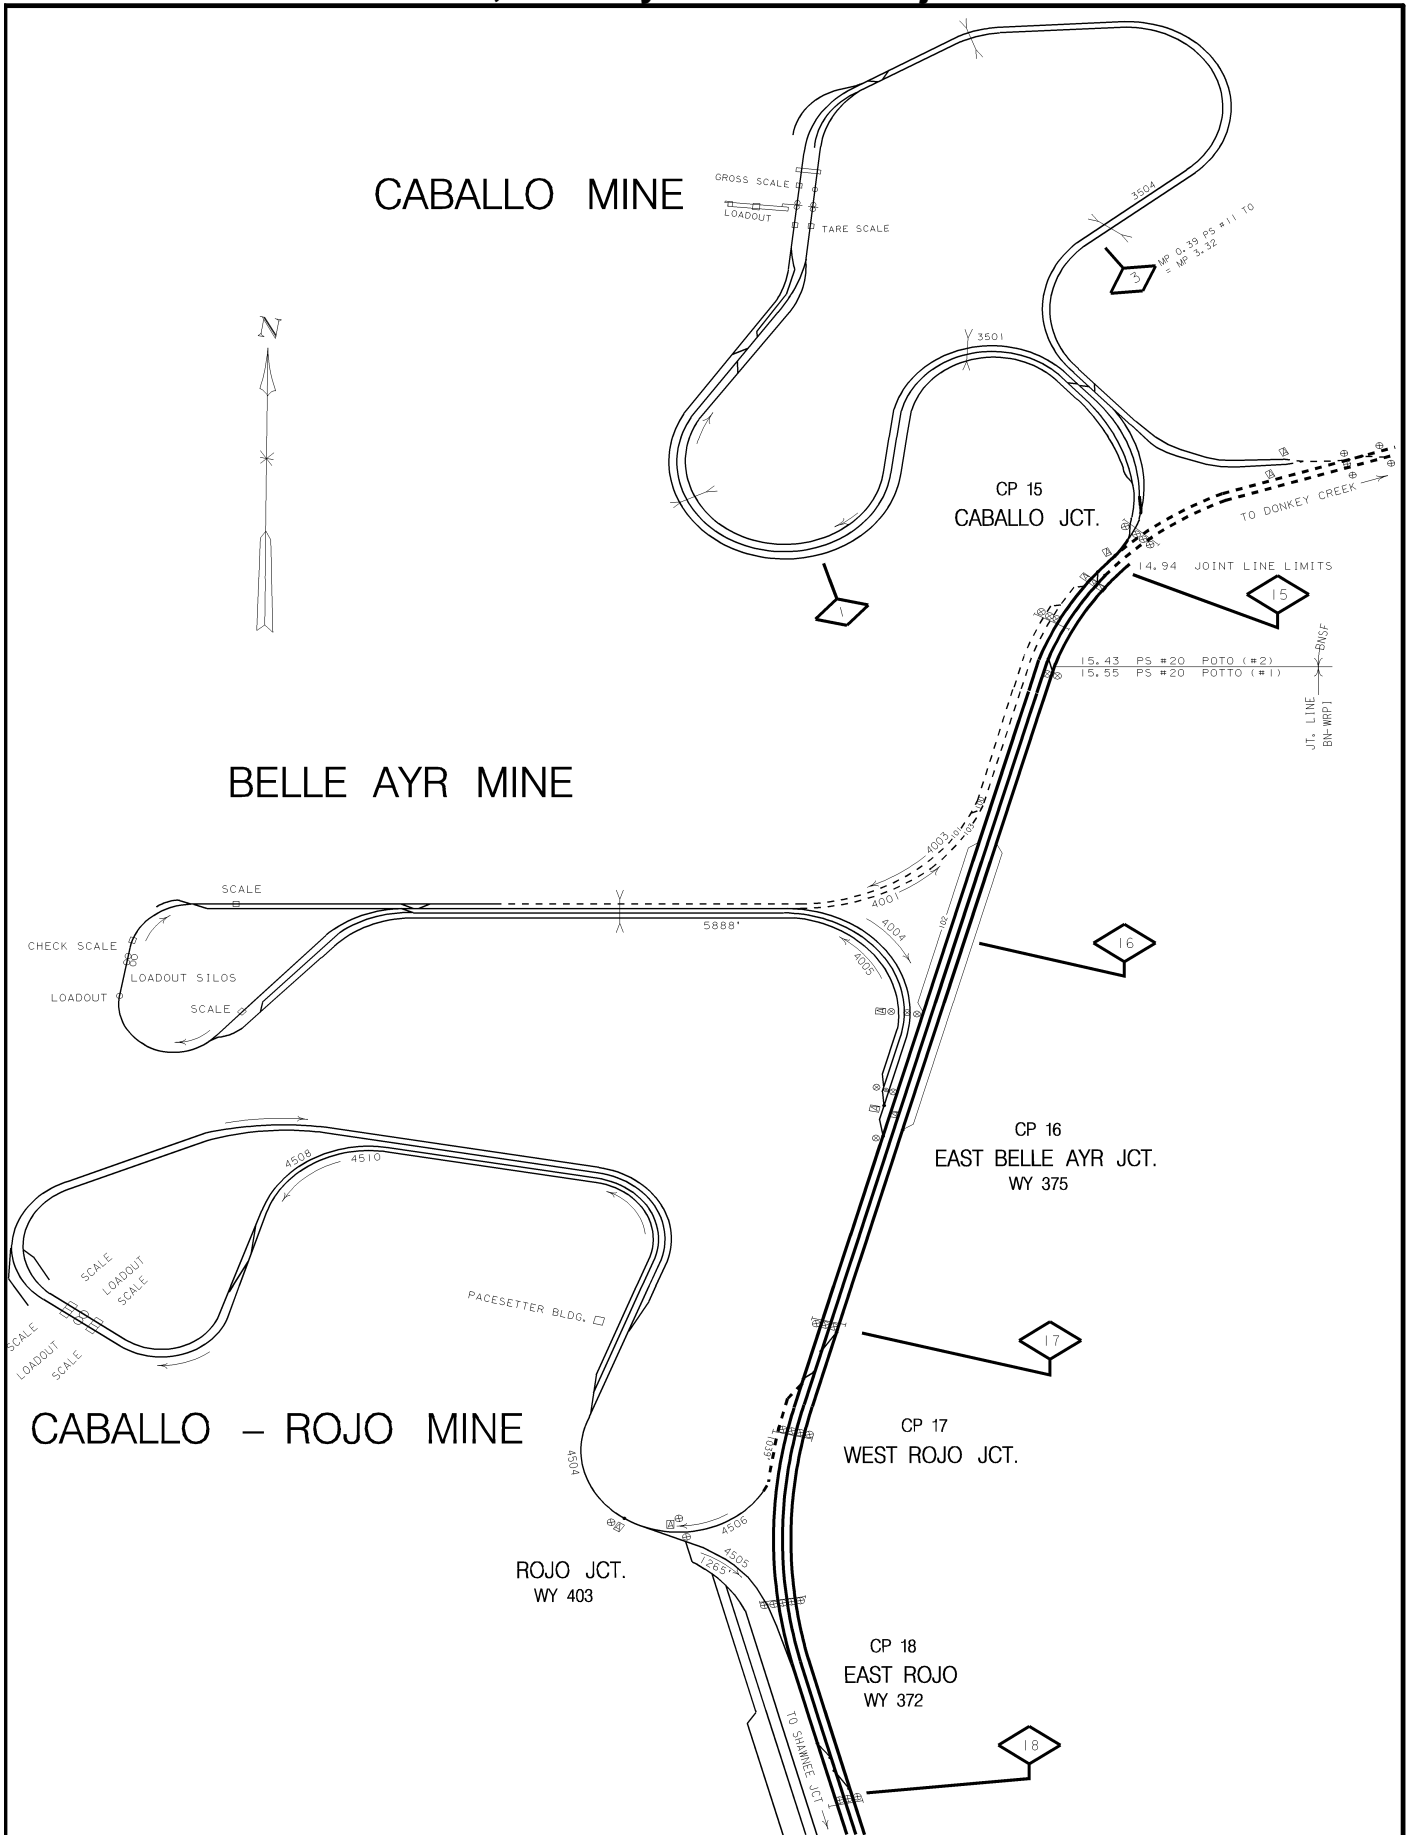 CABALLO MINE
GROSS SCALE
LOADOUT
TARE SCALE
3504
MP 0.39 PS #11 TO
= MP 3.32
3
N
3501
CP 15
CABALLO JCT.
TO DONKEY CREEK
14.94 JOINT LINE LIMITS
15
1
BNSF
15.43 PS #20 POTO (#2)
15.55 PS #20 POTTO (#1)
JT. LINE
BN-WRPI
BELLE AYR MINE
4003
101
103
4001
SCALE
5888'
4004
4005
102
16
CHECK SCALE
LOADOUT SILOS
LOADOUT
SCALE
CP 16
EAST BELLE AYR JCT.
WY 375
4508
4510
SCALE
LOADOUT
SCALE
PACESETTER BLDG.
SCALE
LOADOUT
SCALE
17
CABALLO - ROJO MINE
CP 17
WEST ROJO JCT.
1039'
4504
4506
4505
1265'
ROJO JCT.
WY 403
CP 18
EAST ROJO
WY 372
TO SHAWNEE JCT
18